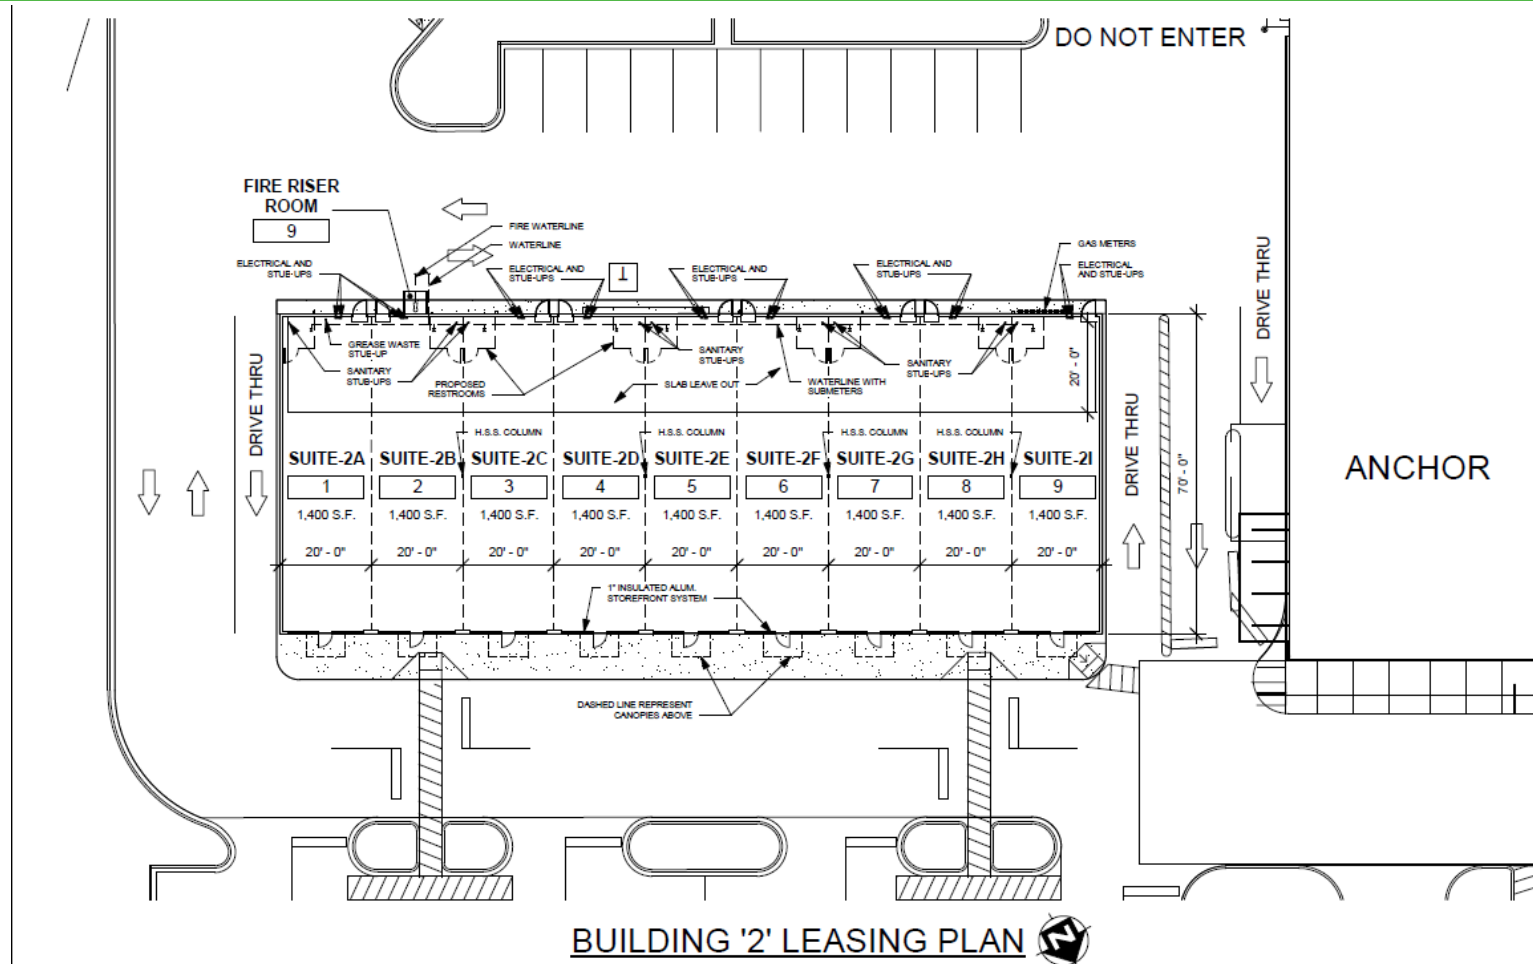 DO NOT ENTER
FIRE RISER
ROOM
9
FIRE WATERLINE
WATERLINE
GAS METERS
ELECTRICAL AND
STUE-UPS
ELECTRICAL AND
STUE-UPS
ELECTRICAL AND
STUE-UPS
ELECTRICAL AND
STUE-UPS
ELECTRICAL
AND STUE-UPS
GREASE WASTE
STUE-UP
SANITARY
STUB-UPS
PROPOSED
RESTROOMS
SANITARY
STUE-UPS
SLAB LEAVE OUT
WATERLINE WITH
SUBMETERS
SANITARY
STUE-UPS
20' - 0"
DRIVE THRU
DRIVE THRU
DRIVE THRU
70' - 0"
ANCHOR
H.S.S. COLUMN
H.S.S. COLUMN
H.S.S. COLUMN
H.S.S. COLUMN
SUITE-2A
SUITE-2B
SUITE-2C
SUITE-2D
SUITE-2E
SUITE-2F
SUITE-2G
SUITE-2H
SUITE-2I
1
2
3
4
5
6
7
8
9
1,400 S.F.
1,400 S.F.
1,400 S.F.
1,400 S.F.
1,400 S.F.
1,400 S.F.
1,400 S.F.
1,400 S.F.
1,400 S.F.
20' - 0"
20' - 0"
20' - 0"
20' - 0"
20' - 0"
20' - 0"
20' - 0"
20' - 0"
20' - 0"
1" INSULATED ALUM.
STOREFRONT SYSTEM
DASHED LINE REPRESENT
CANOPIES ABOVE
BUILDING '2' LEASING PLAN
N